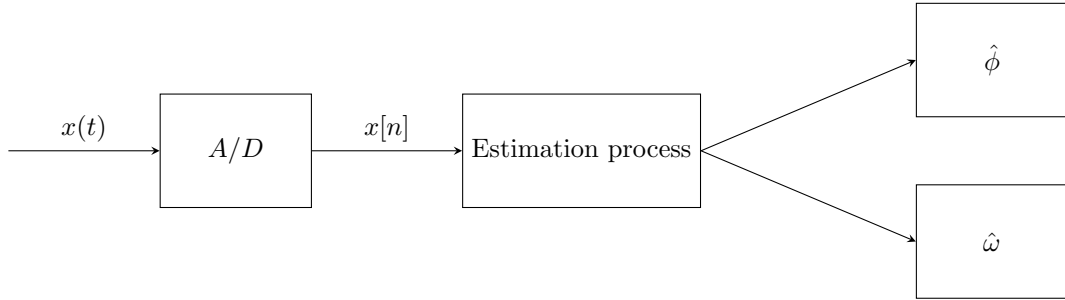 x(t)
A/D
x[n]
Estimation process
ϕ̂
ω̂